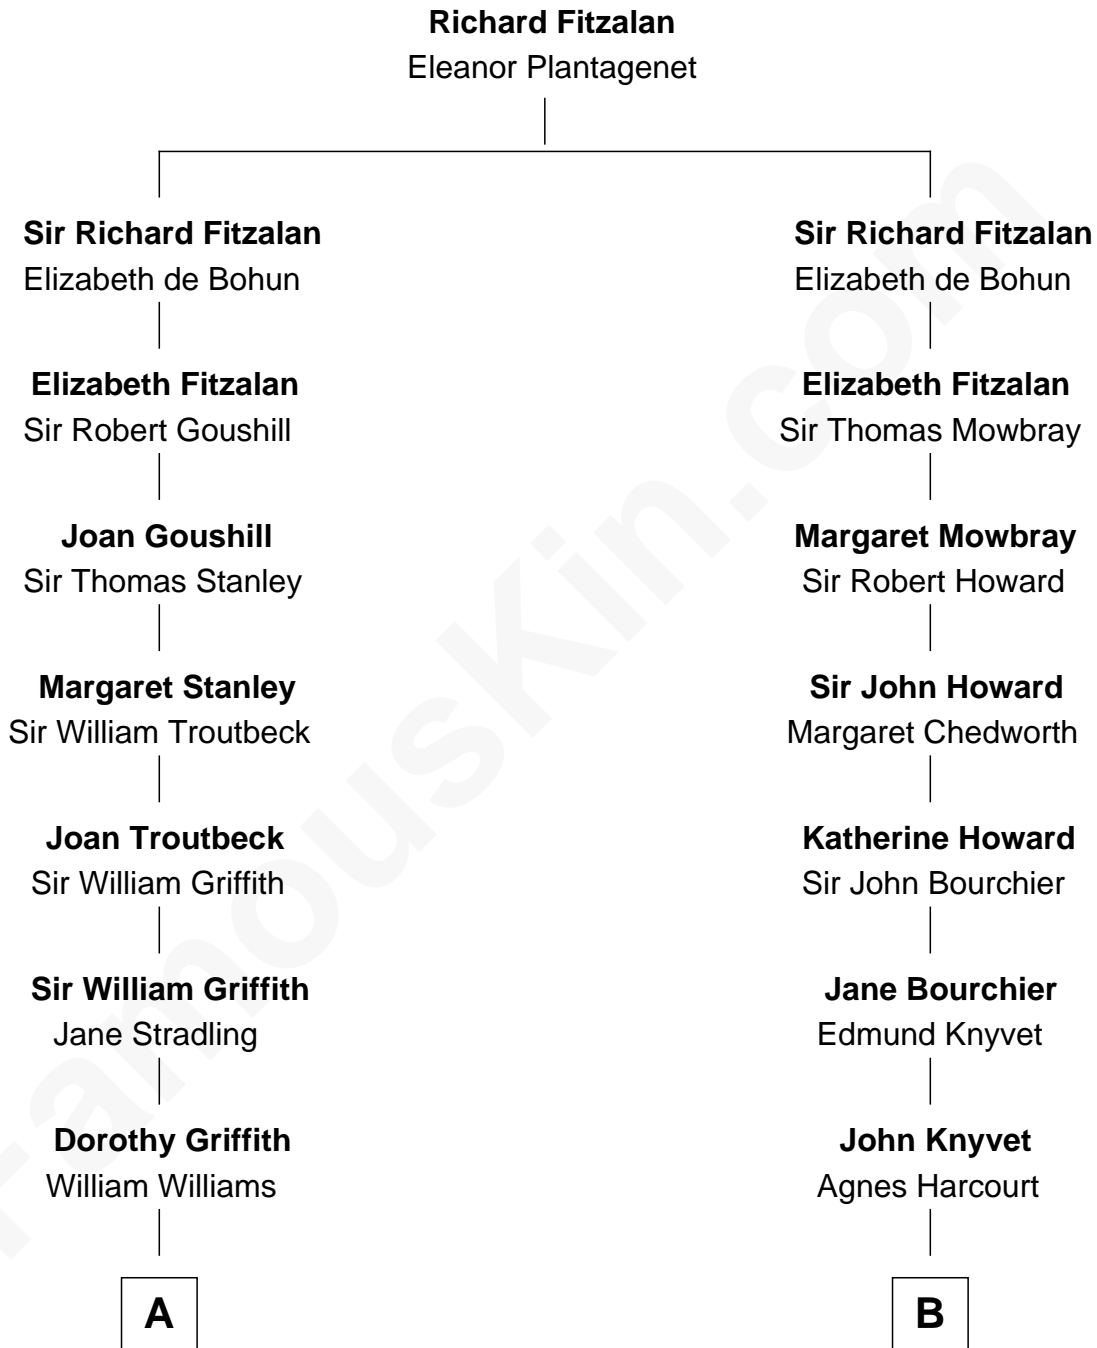 Richard Fitzalan
Eleanor Plantagenet
Sir Richard Fitzalan
Elizabeth de Bohun
Elizabeth Fitzalan
Sir Robert Goushill
Joan Goushill
Sir Thomas Stanley
Margaret Stanley
Sir William Troutbeck
Joan Troutbeck
Sir William Griffith
Sir William Griffith
Jane Stradling
Dorothy Griffith
William Williams
A
Sir Richard Fitzalan
Elizabeth de Bohun
Elizabeth Fitzalan
Sir Thomas Mowbray
Margaret Mowbray
Sir Robert Howard
Sir John Howard
Margaret Chedworth
Katherine Howard
Sir John Bourchier
Jane Bourchier
Edmund Knyvet
John Knyvet
Agnes Harcourt
B
FamousKin.com